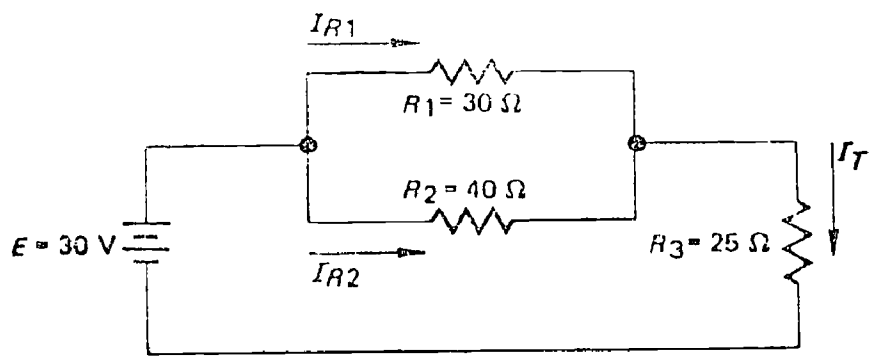 I_R1
R1 = 30 Ω
R2 = 40 Ω
I_T
E = 30 V
R3 = 25 Ω
I_R2